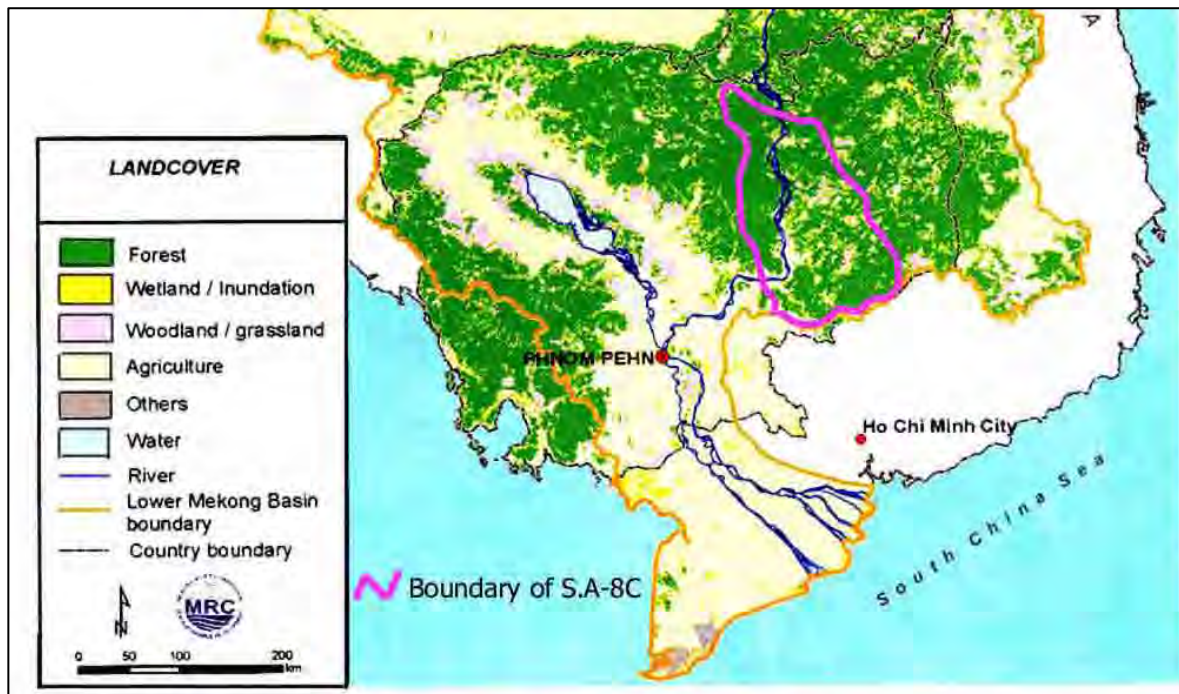 LANDCOVER
Forest
Wetland / Inundation
Woodland / grassland
Agriculture
Others
Water
River
Lower Mekong Basin
boundary
Country boundary
N
MRC
0 50 100 200
km
Boundary of S.A-8C
PHNOM PEHN
Ho Chi Minh City
South China Sea
A